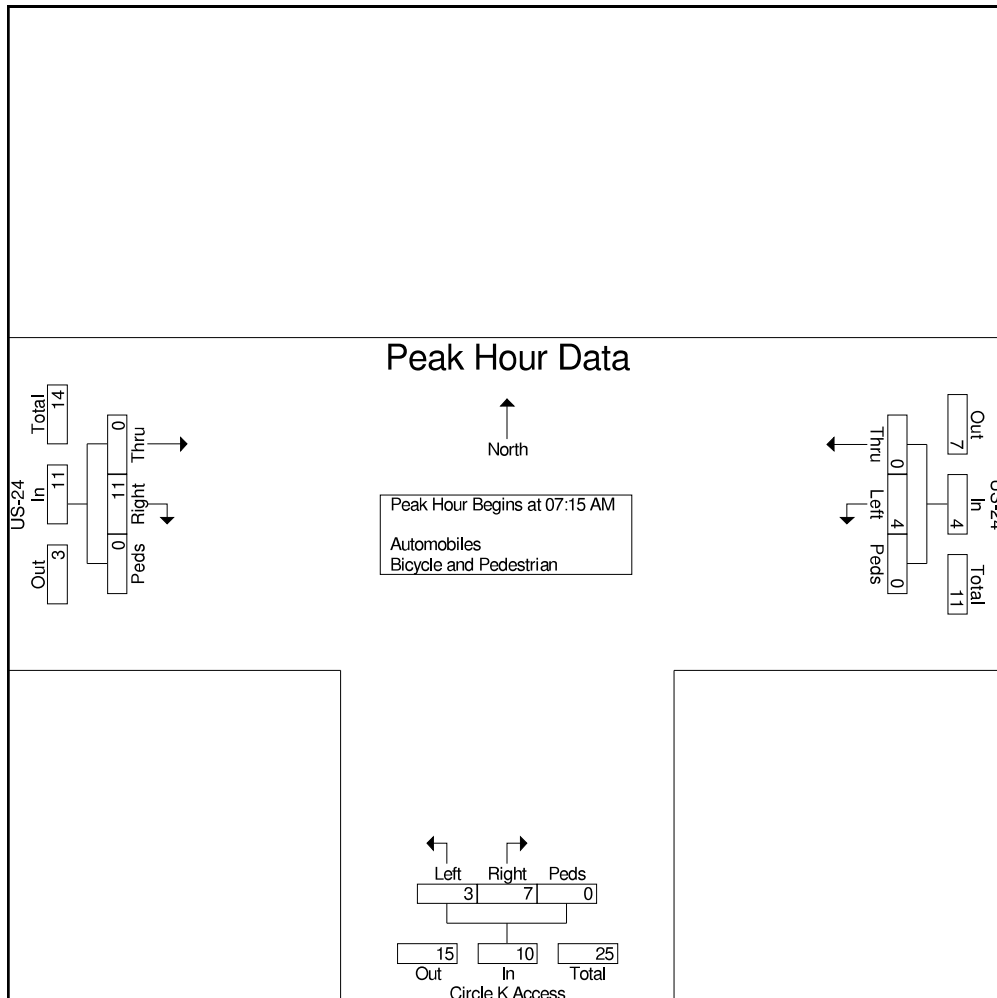 Peak Hour Data
North
Peak Hour Begins at 07:15 AM
Automobiles
Bicycle and Pedestrian
US-24
Out In Total
3 11 14
Peds Right Thru
0 11 0
Out In Total
7 4 11
Thru Left Peds
0 4 0
Left Right Peds
3 7 0
15 10 25
Out In Total
Circle K Access